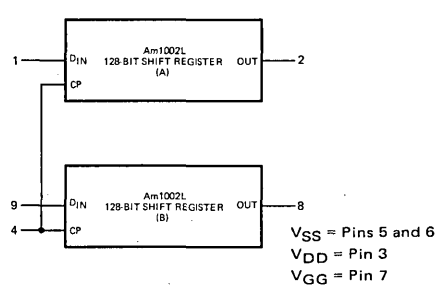 Am1002L
1 DIN 128-BIT SHIFT REGISTER OUT 2
(A)
CP
Am1002L
9 DIN 128-BIT SHIFT REGISTER OUT 8
(B)
4 CP
VSS = Pins 5 and 6
VDD = Pin 3
VGG = Pin 7